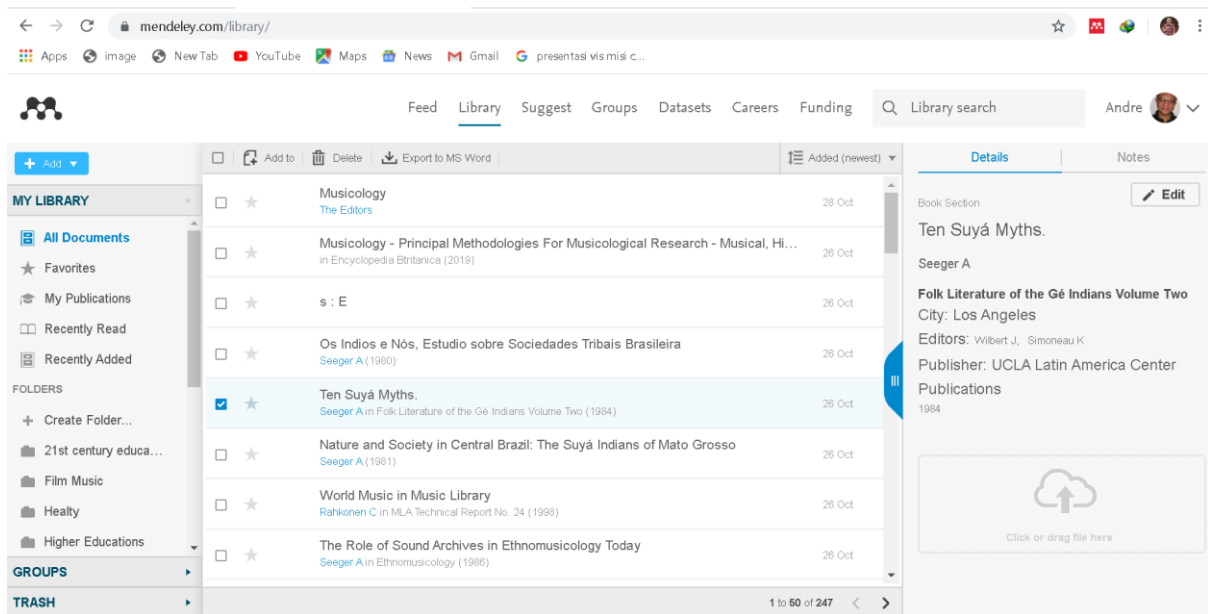 mendeley.com/library/
Apps image New Tab YouTube Maps News Gmail presentasi vis misi c...
Feed Library Suggest Groups Datasets Careers Funding Library search Andre
Add
Add to Delete Export to MS Word Added (newest)
MY LIBRARY
All Documents
Favorites
My Publications
Recently Read
Recently Added
FOLDERS
Create Folder...
21st century educa...
Film Music
Healty
Higher Educations
GROUPS
TRASH
Musicology 28 Oct
The Editors
Musicology - Principal Methodologies For Musicological Research - Musical, Hi... 26 Oct
in Encyclopedia Btritanica (2019)
s : E 26 Oct
Os Indios e Nós, Estudio sobre Sociedades Tribais Brasileira 26 Oct
Seeger A (1980)
Ten Suyá Myths. 26 Oct
Seeger A in Folk Literature of the Gé Indians Volume Two (1984)
Nature and Society in Central Brazil: The Suyá Indians of Mato Grosso 26 Oct
Seeger A (1981)
World Music in Music Library 26 Oct
Rahkonen C in MLA Technical Report No. 24 (1998)
The Role of Sound Archives in Ethnomusicology Today 26 Oct
Seeger A in Ethnomusicology (1986)
1 to 50 of 247
Details Notes
Edit
Book Section
Ten Suyá Myths.
Seeger A
Folk Literature of the Gé Indians Volume Two
City: Los Angeles
Editors: Wilbert J, Simoneau K
Publisher: UCLA Latin America Center
Publications
1984
Click or drag file here